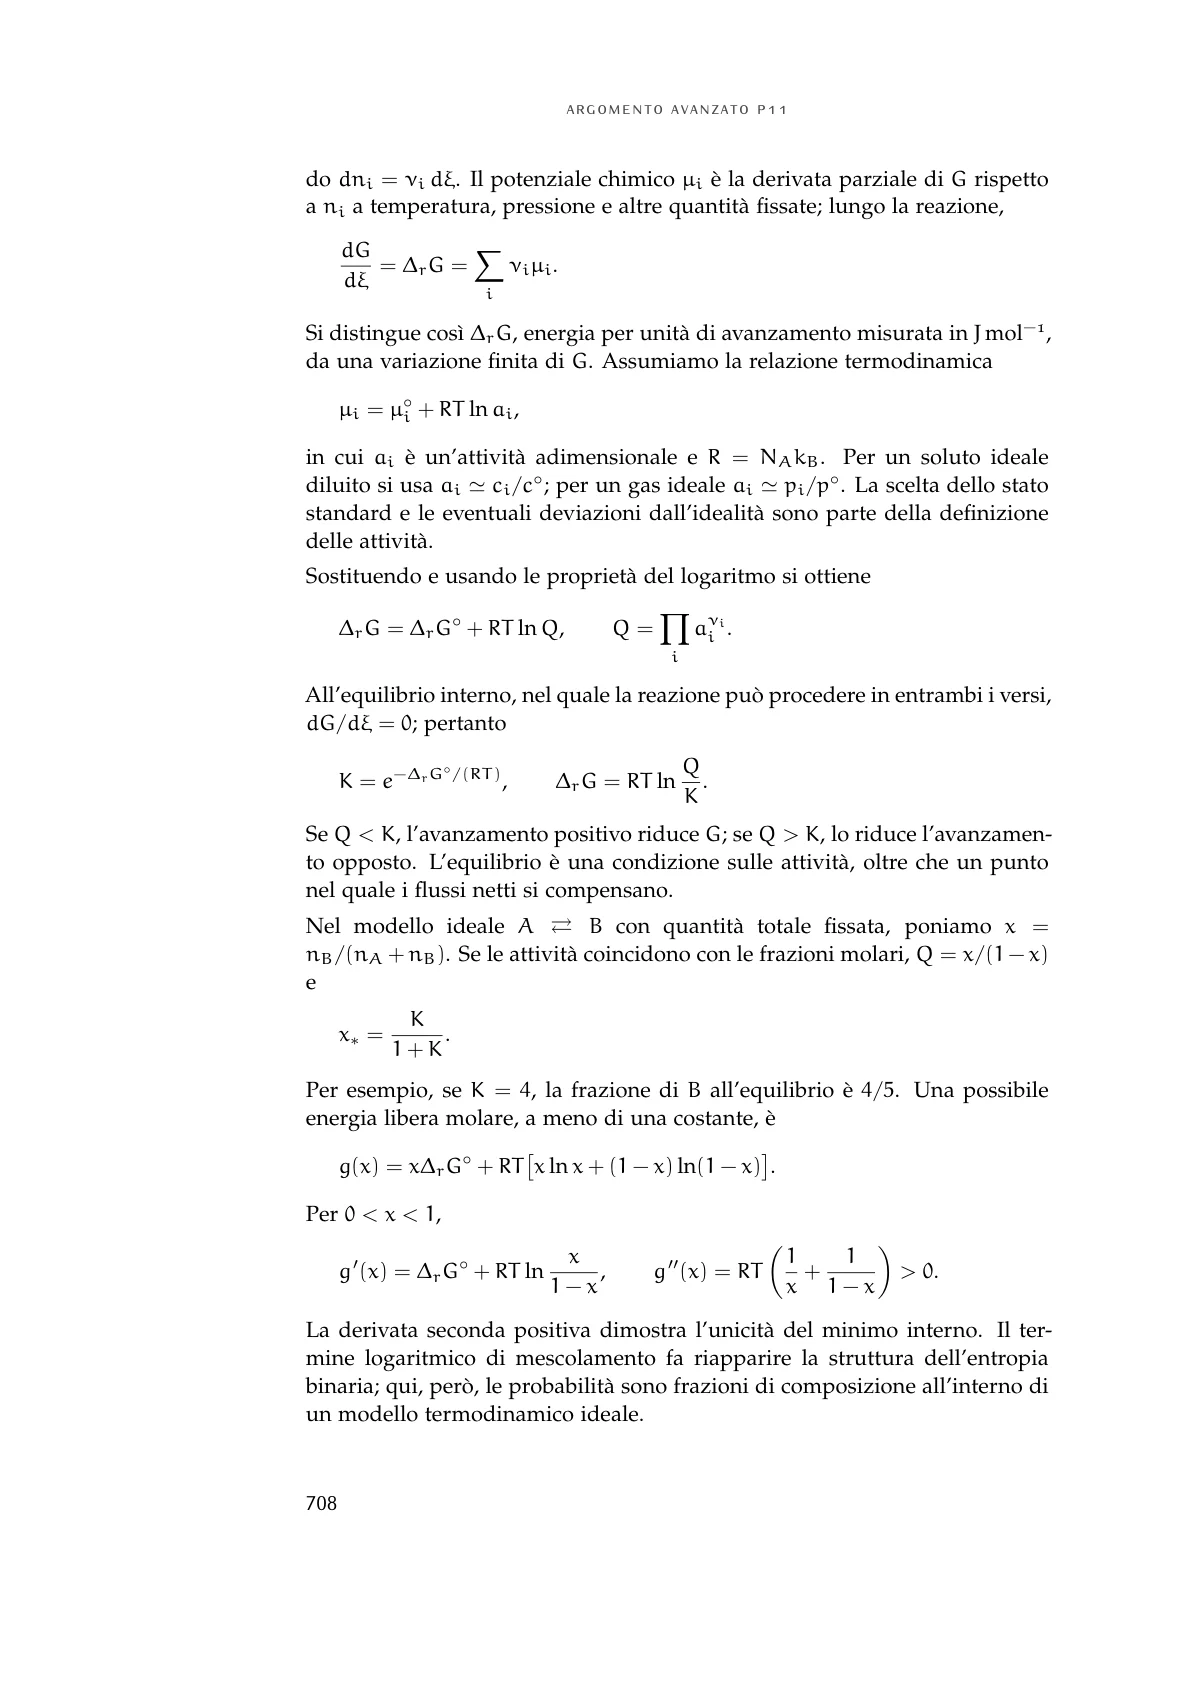 ARGOMENTO AVANZATO P11
do dnᵢ = νᵢ dξ. Il potenziale chimico μᵢ è la derivata parziale di G rispetto
a nᵢ a temperatura, pressione e altre quantità fissate; lungo la reazione,
dG/dξ = ΔᵣG = ∑ᵢ νᵢμᵢ.
Si distingue così ΔᵣG, energia per unità di avanzamento misurata in J mol⁻¹,
da una variazione finita di G. Assumiamo la relazione termodinamica
μᵢ = μᵢ° + RT ln aᵢ,
in cui aᵢ è un’attività adimensionale e R = N_A k_B. Per un soluto ideale
diluito si usa aᵢ ≃ cᵢ/c°; per un gas ideale aᵢ ≃ pᵢ/p°. La scelta dello stato
standard e le eventuali deviazioni dall’idealità sono parte della definizione
delle attività.
Sostituendo e usando le proprietà del logaritmo si ottiene
ΔᵣG = ΔᵣG° + RT ln Q, Q = ∏ᵢ aᵢ^νᵢ.
All’equilibrio interno, nel quale la reazione può procedere in entrambi i versi,
dG/dξ = 0; pertanto
K = e^(−ΔᵣG°/(RT)), ΔᵣG = RT ln Q/K.
Se Q < K, l’avanzamento positivo riduce G; se Q > K, lo riduce l’avanzamen-
to opposto. L’equilibrio è una condizione sulle attività, oltre che un punto
nel quale i flussi netti si compensano.
Nel modello ideale A ⇄ B con quantità totale fissata, poniamo x =
n_B/(n_A + n_B). Se le attività coincidono con le frazioni molari, Q = x/(1 − x)
e
x∗ = K/(1 + K).
Per esempio, se K = 4, la frazione di B all’equilibrio è 4/5. Una possibile
energia libera molare, a meno di una costante, è
g(x) = xΔᵣG° + RT[x ln x + (1 − x) ln(1 − x)].
Per 0 < x < 1,
g′(x) = ΔᵣG° + RT ln x/(1 − x), g″(x) = RT (1/x + 1/(1 − x)) > 0.
La derivata seconda positiva dimostra l’unicità del minimo interno. Il ter-
mine logaritmico di mescolamento fa riapparire la struttura dell’entropia
binaria; qui, però, le probabilità sono frazioni di composizione all’interno di
un modello termodinamico ideale.
708